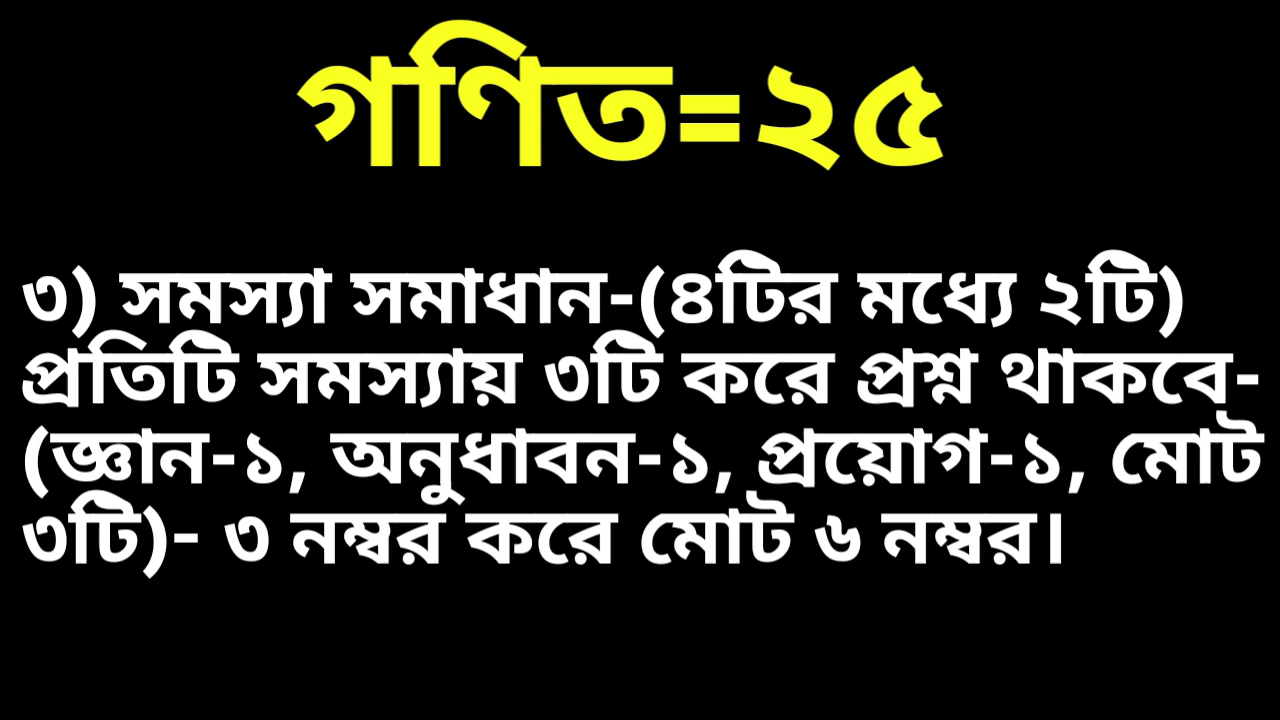 গণিত=২৫
৩) সমস্যা সমাধান-(৪টির মধ্যে ২টি)
প্রতিটি সমস্যায় ৩টি করে প্রশ্ন থাকবে-
(জ্ঞান-১, অনুধাবন-১, প্রয়োগ-১, মোট
৩টি)- ৩ নম্বর করে মোট ৬ নম্বর।